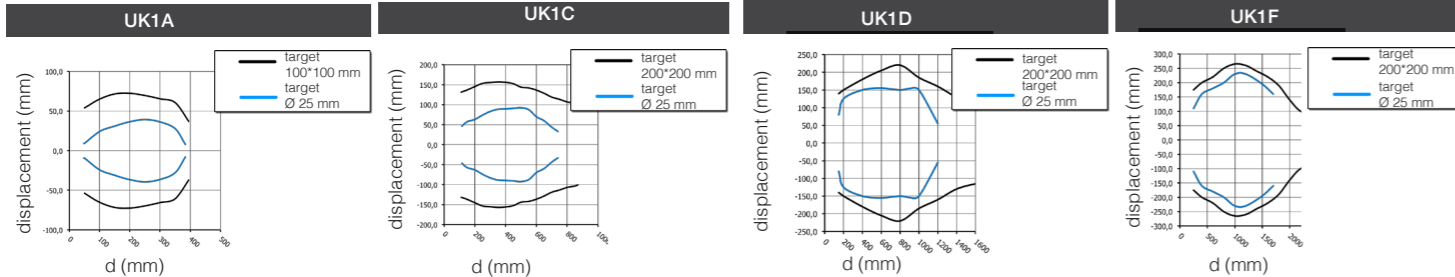 UK1A
target
100*100 mm
target
Ø 25 mm
displacement (mm)
100,0
50,0
0,0
-50,0
-100,0
0
100
200
300
400
500
d (mm)
UK1C
target
200*200 mm
target
Ø 25 mm
displacement (mm)
200,0
150,0
100,0
50,0
0,0
-50,0
-100,0
-150,0
-200,0
0
200
400
600
800
d (mm)
UK1D
target
200*200 mm
target
Ø 25 mm
displacement (mm)
250,0
200,0
150,0
100,0
50,0
0,0
-50,0
-100,0
-150,0
-200,0
-250,0
0
200
400
600
800
1000
1200
1400
1600
d (mm)
UK1F
target
200*200 mm
target
Ø 25 mm
displacement (mm)
300,0
250,0
200,0
150,0
100,0
50,0
0,0
-50,0
-100,0
-150,0
-200,0
-250,0
-300,0
0
500
1000
1500
2000
d (mm)